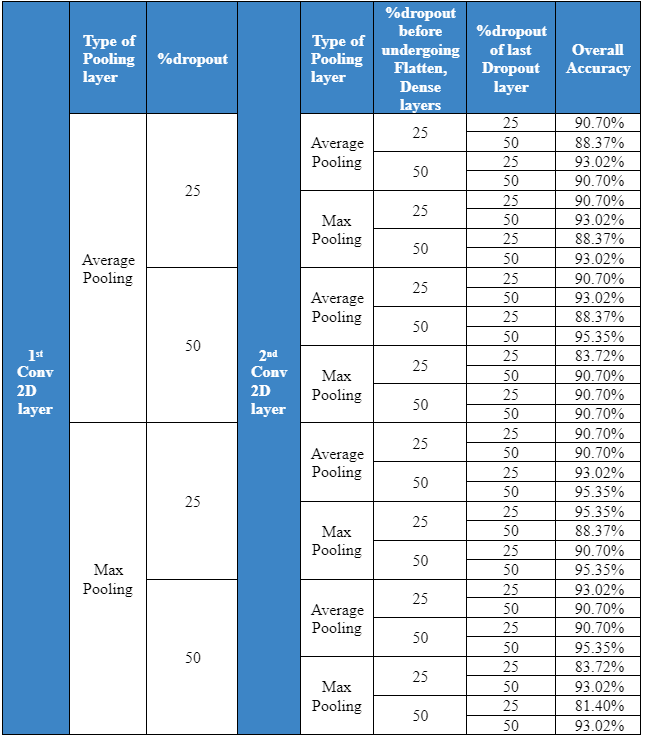 Type of
Pooling
layer
%dropout
Type of
Pooling
layer
%dropout
before
undergoing
Flatten,
Dense
layers
%dropout
of last
Dropout
layer
Overall
Accuracy
1st
Conv
2D
layer
2nd
Conv
2D
layer
Average
Pooling
25
Average
Pooling
25
25 90.70%
50 88.37%
50
25 93.02%
50 90.70%
Max
Pooling
25
25 90.70%
50 93.02%
50
25 88.37%
50 93.02%
50
Average
Pooling
25
25 90.70%
50 93.02%
50
25 88.37%
50 95.35%
Max
Pooling
25
25 83.72%
50 90.70%
50
25 90.70%
50 90.70%
Max
Pooling
25
Average
Pooling
25
25 90.70%
50 90.70%
50
25 93.02%
50 95.35%
Max
Pooling
25
25 95.35%
50 88.37%
50
25 90.70%
50 95.35%
50
Average
Pooling
25
25 93.02%
50 90.70%
50
25 90.70%
50 95.35%
Max
Pooling
25
25 83.72%
50 93.02%
50
25 81.40%
50 93.02%